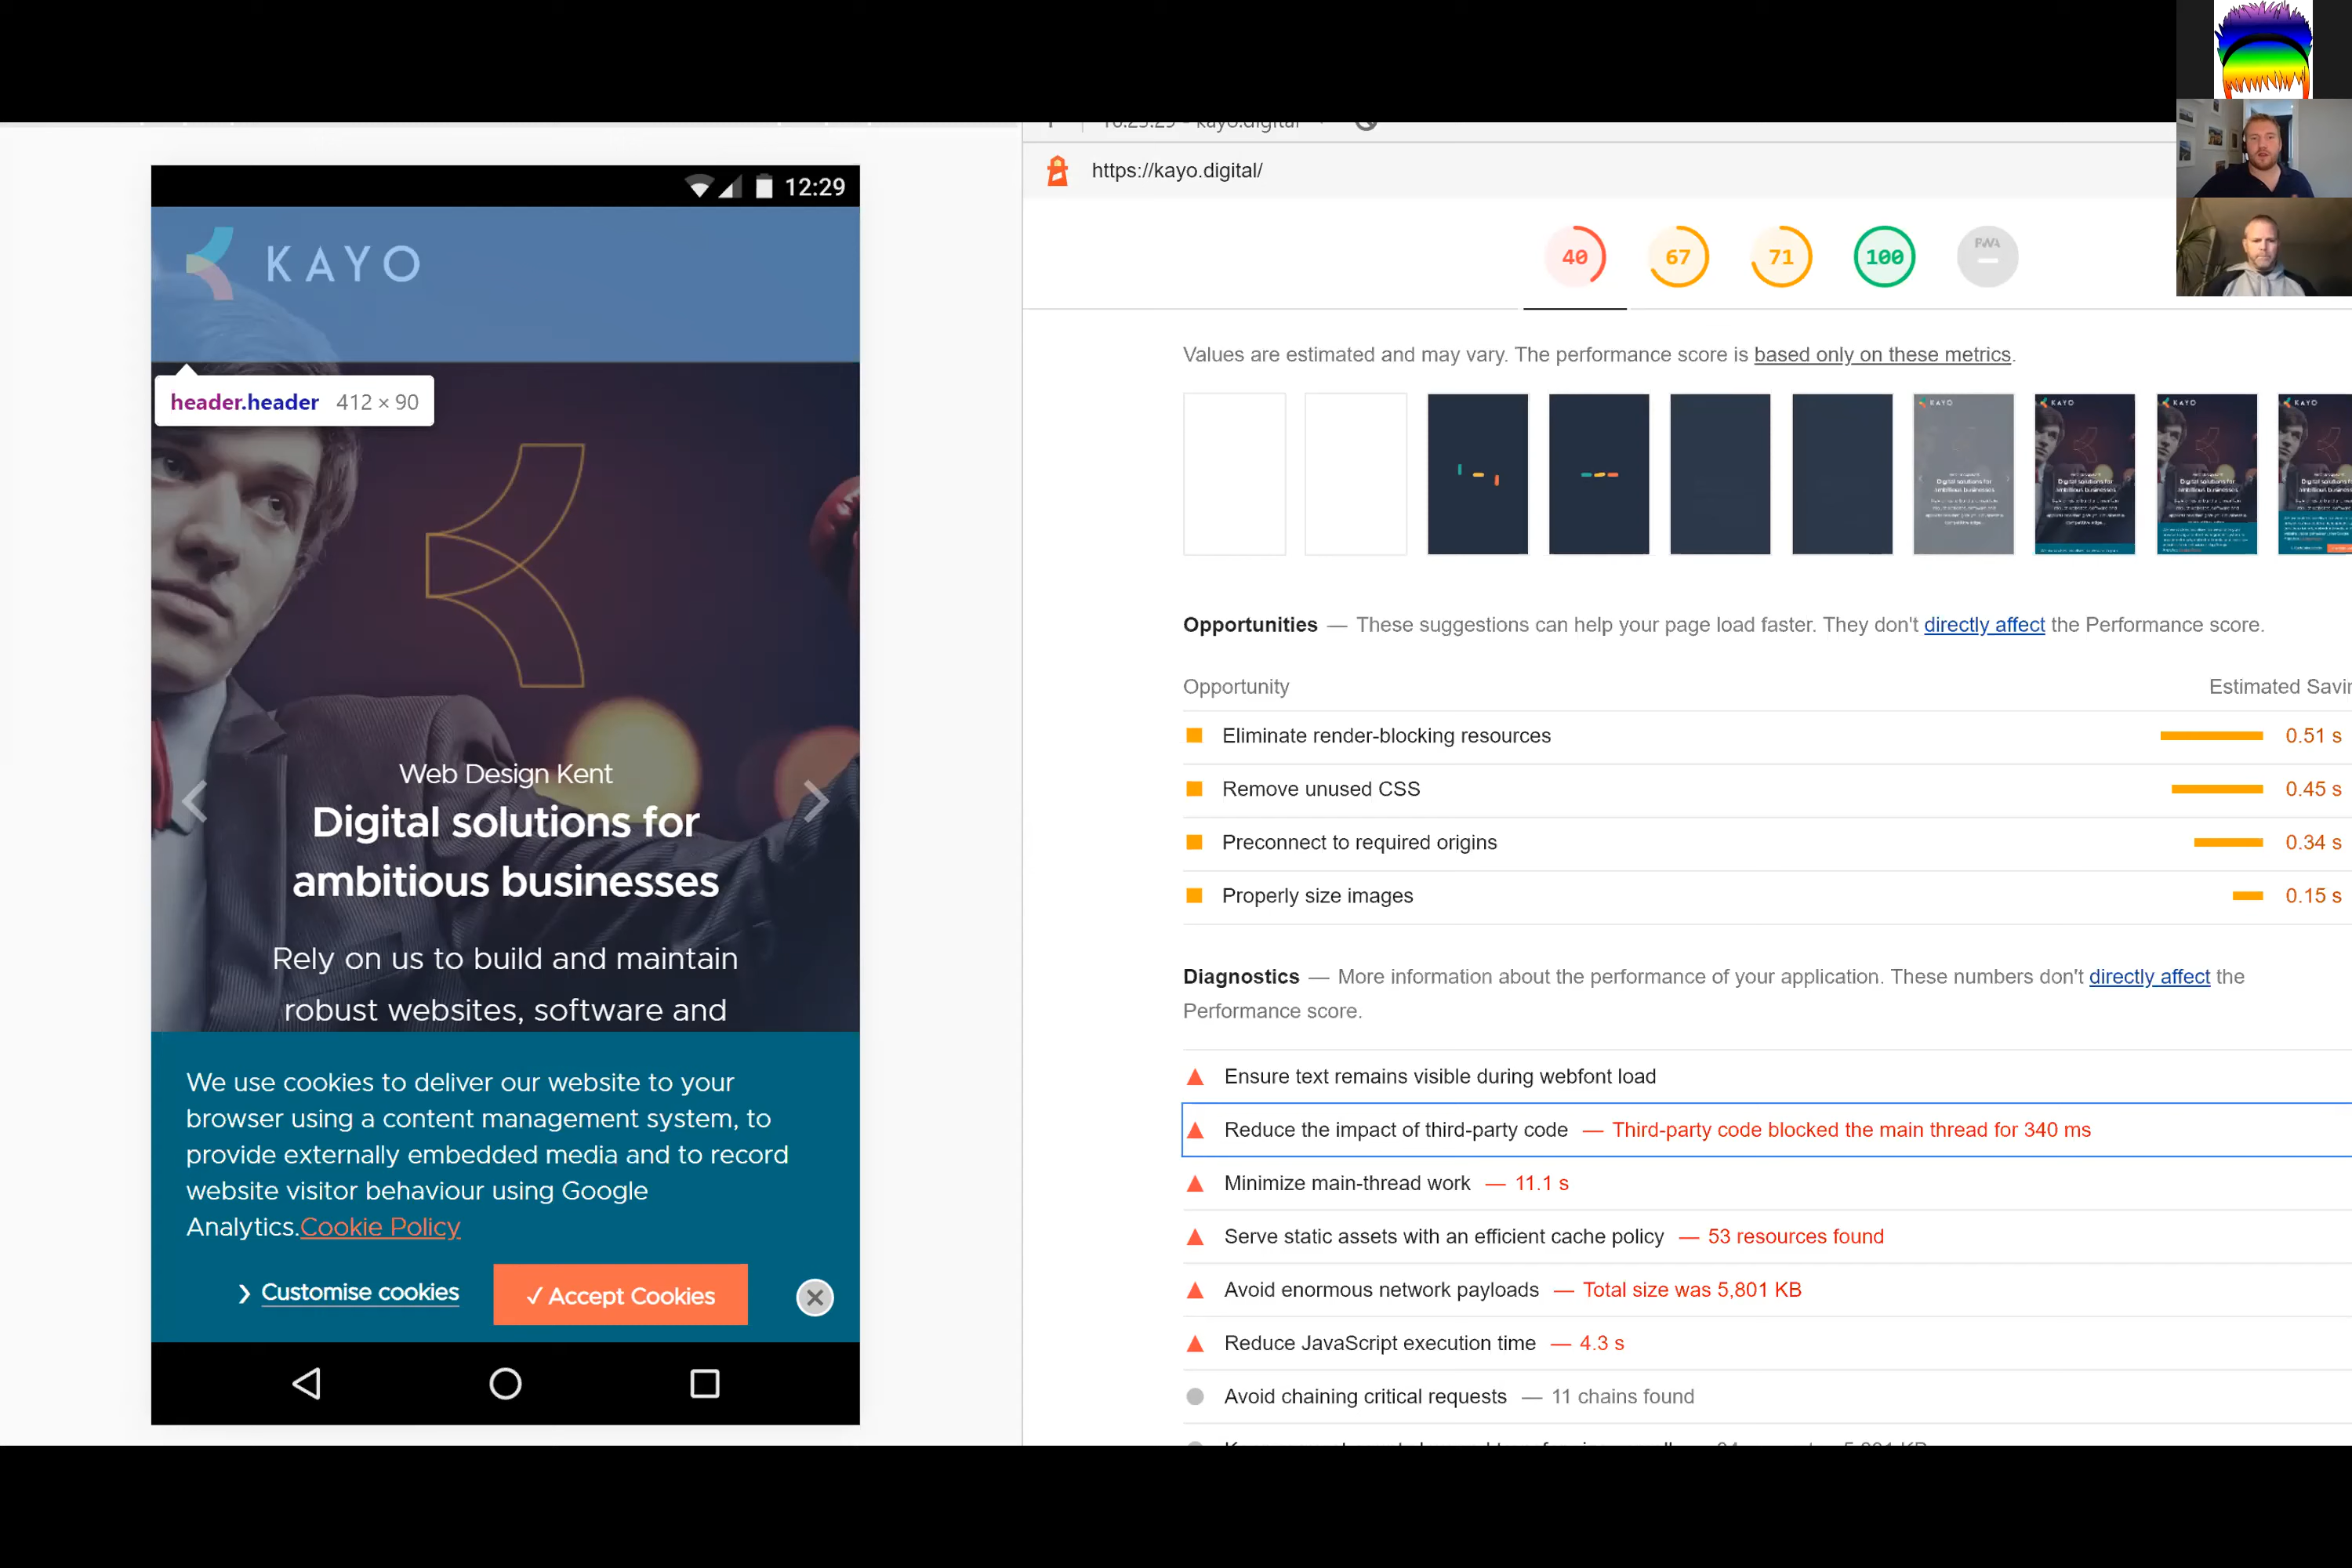 12:29
KAYO
header.header 412 × 90
Web Design Kent
Digital solutions for
ambitious businesses
Rely on us to build and maintain
robust websites, software and
We use cookies to deliver our website to your
browser using a content management system, to
provide externally embedded media and to record
website visitor behaviour using Google
Analytics.Cookie Policy
Customise cookies
✓ Accept Cookies
https://kayo.digital/
40 67 71 100 PWA
Values are estimated and may vary. The performance score is based only on these metrics.
Opportunities — These suggestions can help your page load faster. They don't directly affect the Performance score.
Opportunity
Estimated
Eliminate render-blocking resources 0.51 s
Remove unused CSS 0.45 s
Preconnect to required origins 0.34 s
Properly size images 0.15 s
Diagnostics — More information about the performance of your application. These numbers don't directly affect the
Performance score.
Ensure text remains visible during webfont load
Reduce the impact of third-party code — Third-party code blocked the main thread for 340 ms
Minimize main-thread work — 11.1 s
Serve static assets with an efficient cache policy — 53 resources found
Avoid enormous network payloads — Total size was 5,801 KB
Reduce JavaScript execution time — 4.3 s
Avoid chaining critical requests — 11 chains found